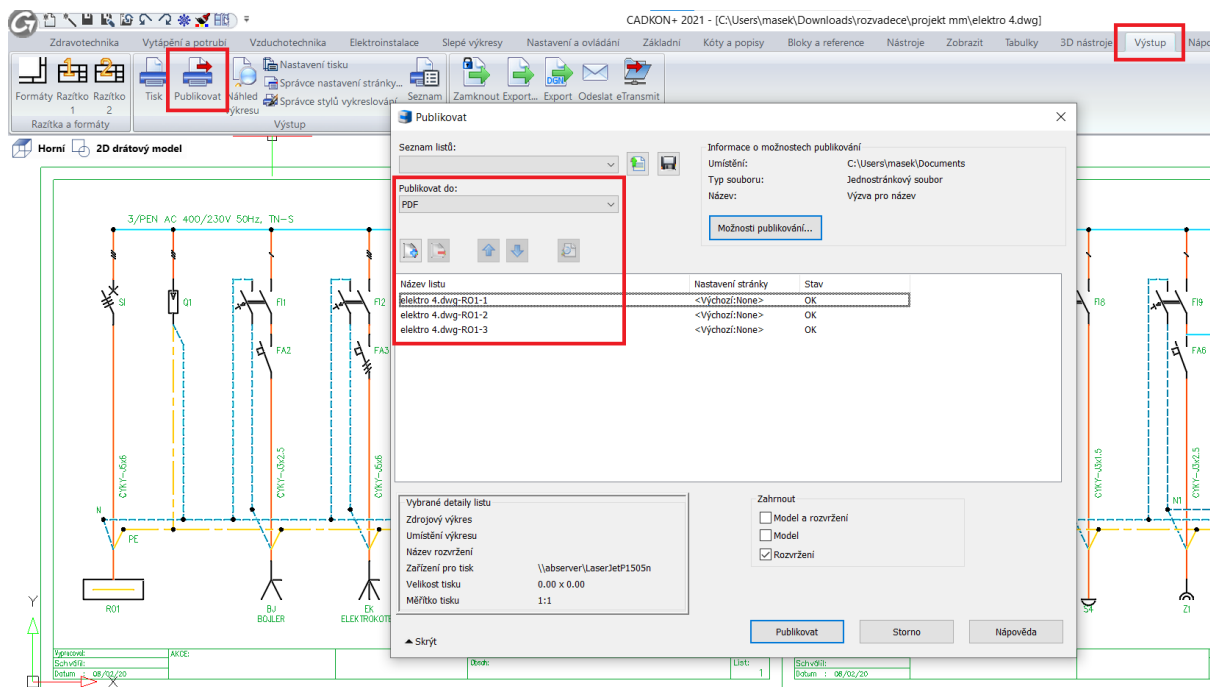 CADKON+ 2021 - [C:\Users\masek\Downloads\rozvadece\projekt mm\elektro 4.dwg]
Zdravotechnika Vytápění a potrubí Vzduchotechnika Elektroinstalace Slepé výkresy Nastavení a ovládání Základní Kóty a popisy Bloky a reference Nástroje Zobrazit Tabulky 3D nástroje Výstup Nápo
Formáty Razítko 1 Razítko 2
Razítka a formáty
Tisk Publikovat Náhled výkresu
Nastavení tisku
Správce nastavení stránky...
Správce stylů vykreslování
Seznam
Výstup
Zamknout Export... Export Odeslat eTransmit
DGN
Horní 2D drátový model
Publikovat
Seznam listů:
Publikovat do:
PDF
Informace o možnostech publikování
Umístění: C:\Users\masek\Documents
Typ souboru: Jednostránkový soubor
Název: Výzva pro název
Možnosti publikování...
Název listu Nastavení stránky Stav
elektro 4.dwg-RO1-1 <Výchozí:None> OK
elektro 4.dwg-RO1-2 <Výchozí:None> OK
elektro 4.dwg-RO1-3 <Výchozí:None> OK
Vybrané detaily listu
Zdrojový výkres
Umístění výkresu
Název rozvržení
Zařízení pro tisk \\abserver\LaserJetP1505n
Velikost tisku 0.00 x 0.00
Měřítko tisku 1:1
Zahrnout
Model a rozvržení
Model
Rozvržení
Skrýt
Publikovat Storno Nápověda
3/PEN AC 400/230V 50Hz, TN-S
SI Q1 FI1 FI2 FI8 FI9
FA2 FA3 FA6
CYKY-J5x6 CYKY-J3x2.5 CYKY-J5x6 CYKY-J3x1.5 CYKY-J3x2.5
N
PE
N1
R01
BJ
BOJLER
EK
ELEKTROKOTE
S4
Z1
Y
X
Vypracoval: AKCE:
Schválil:
Datum : 08/02/20
Obsah: List:
1
Schválil:
Datum : 08/02/20